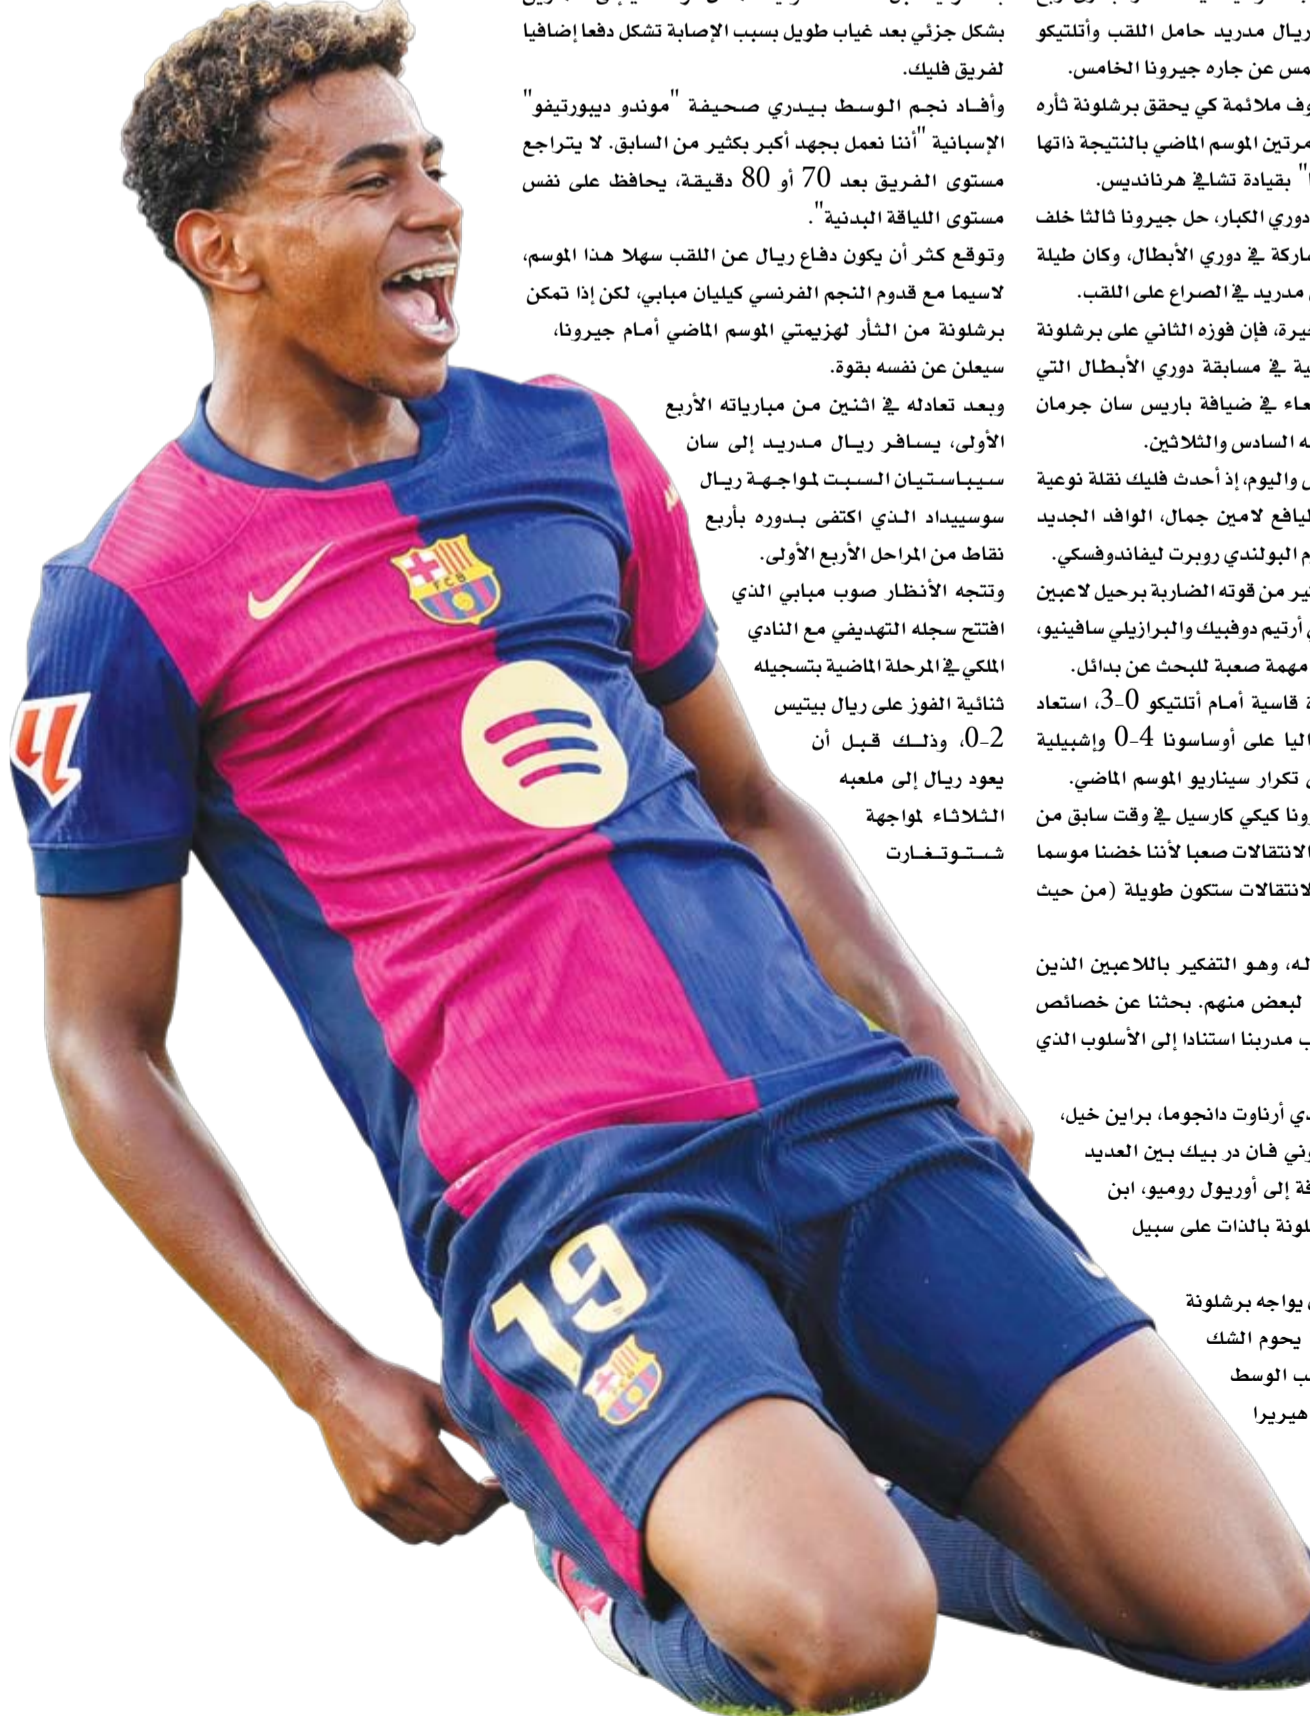 ريال مدريد حامل اللقب وأتلتيكو
عن جاره جيرونا الخامس.
ملائمة كي يحقق برشلونة ثأره
مرتين الموسم الماضي بالنتيجة ذاتها
بقيادة تشافي هرنانديس.
دوري الكبار، حل جيرونا ثالثا خلف
في دوري الأبطال، وكان طيلة
مدريد في الصراع على اللقب.
فإن فوزه الثاني على برشلونة
في مسابقة دوري الأبطال التي
في ضيافة باريس سان جرمان
السادس والثلاثين.
واليوم، إذ أحدث فليك نقلة نوعية
لامين جمال، الوافد الجديد
البولندي روبرت ليفاندوفسكي.
من قوته الضاربة برحيل لاعبين
أرتيم دوفبيك والبرازيلي سافينيو،
مهمة صعبة للبحث عن بدائل.
قاسية أمام أتلتيكو 0-3، استعاد
على أوساسونا 4-0 وإشبيلية
تكرار سيناريو الموسم الماضي.
كيكي كارسيل في وقت سابق من
الانتقالات صعبا لأننا خضنا موسما
الانتقالات ستكون طويلة (من حيث
وهو التفكير باللاعبين الذين
لبعض منهم. بحثنا عن خصائص
مدربنا استنادا إلى الأسلوب الذي
أرناوت دانجوما، براين خيل،
فان در بيك بين العديد
إلى أوريول روميو، ابن
بالذات على سبيل
يواجه برشلونة
يحوم الشك
الوسط
هيريرا
بشكل جزئي بعد غياب طويل بسبب الإصابة تشكل دفعا إضافيا
لفريق فليك.
وأفاد نجم الوسط بيدري صحيفة "موندو ديبورتيفو"
الإسبانية "أننا نعمل بجهد أكبر بكثير من السابق. لا يتراجع
مستوى الفريق بعد 70 أو 80 دقيقة، يحافظ على نفس
مستوى اللياقة البدنية".
وتوقع كثر أن يكون دفاع ريال عن اللقب سهلا هذا الموسم،
لاسيما مع قدوم النجم الفرنسي كيليان مبابي، لكن إذا تمكن
برشلونة من الثأر لهزيمتي الموسم الماضي أمام جيرونا،
سيعلن عن نفسه بقوة.
وبعد تعادله في اثنين من مبارياته الأربع
الأولى، يسافر ريال مدريد إلى سان
سيباستيان السبت لمواجهة ريال
سوسييداد الذي اكتفى بدوره بأربع
نقاط من المراحل الأربع الأولى.
وتتجه الأنظار صوب مبابي الذي
افتتح سجله التهديفي مع النادي
الملكي في المرحلة الماضية بتسجيله
ثنائية الفوز على ريال بيتيس
2-0، وذلك قبل أن
يعود ريال إلى ملعبه
الثلاثاء لمواجهة
شتوتغارت
FCB
19